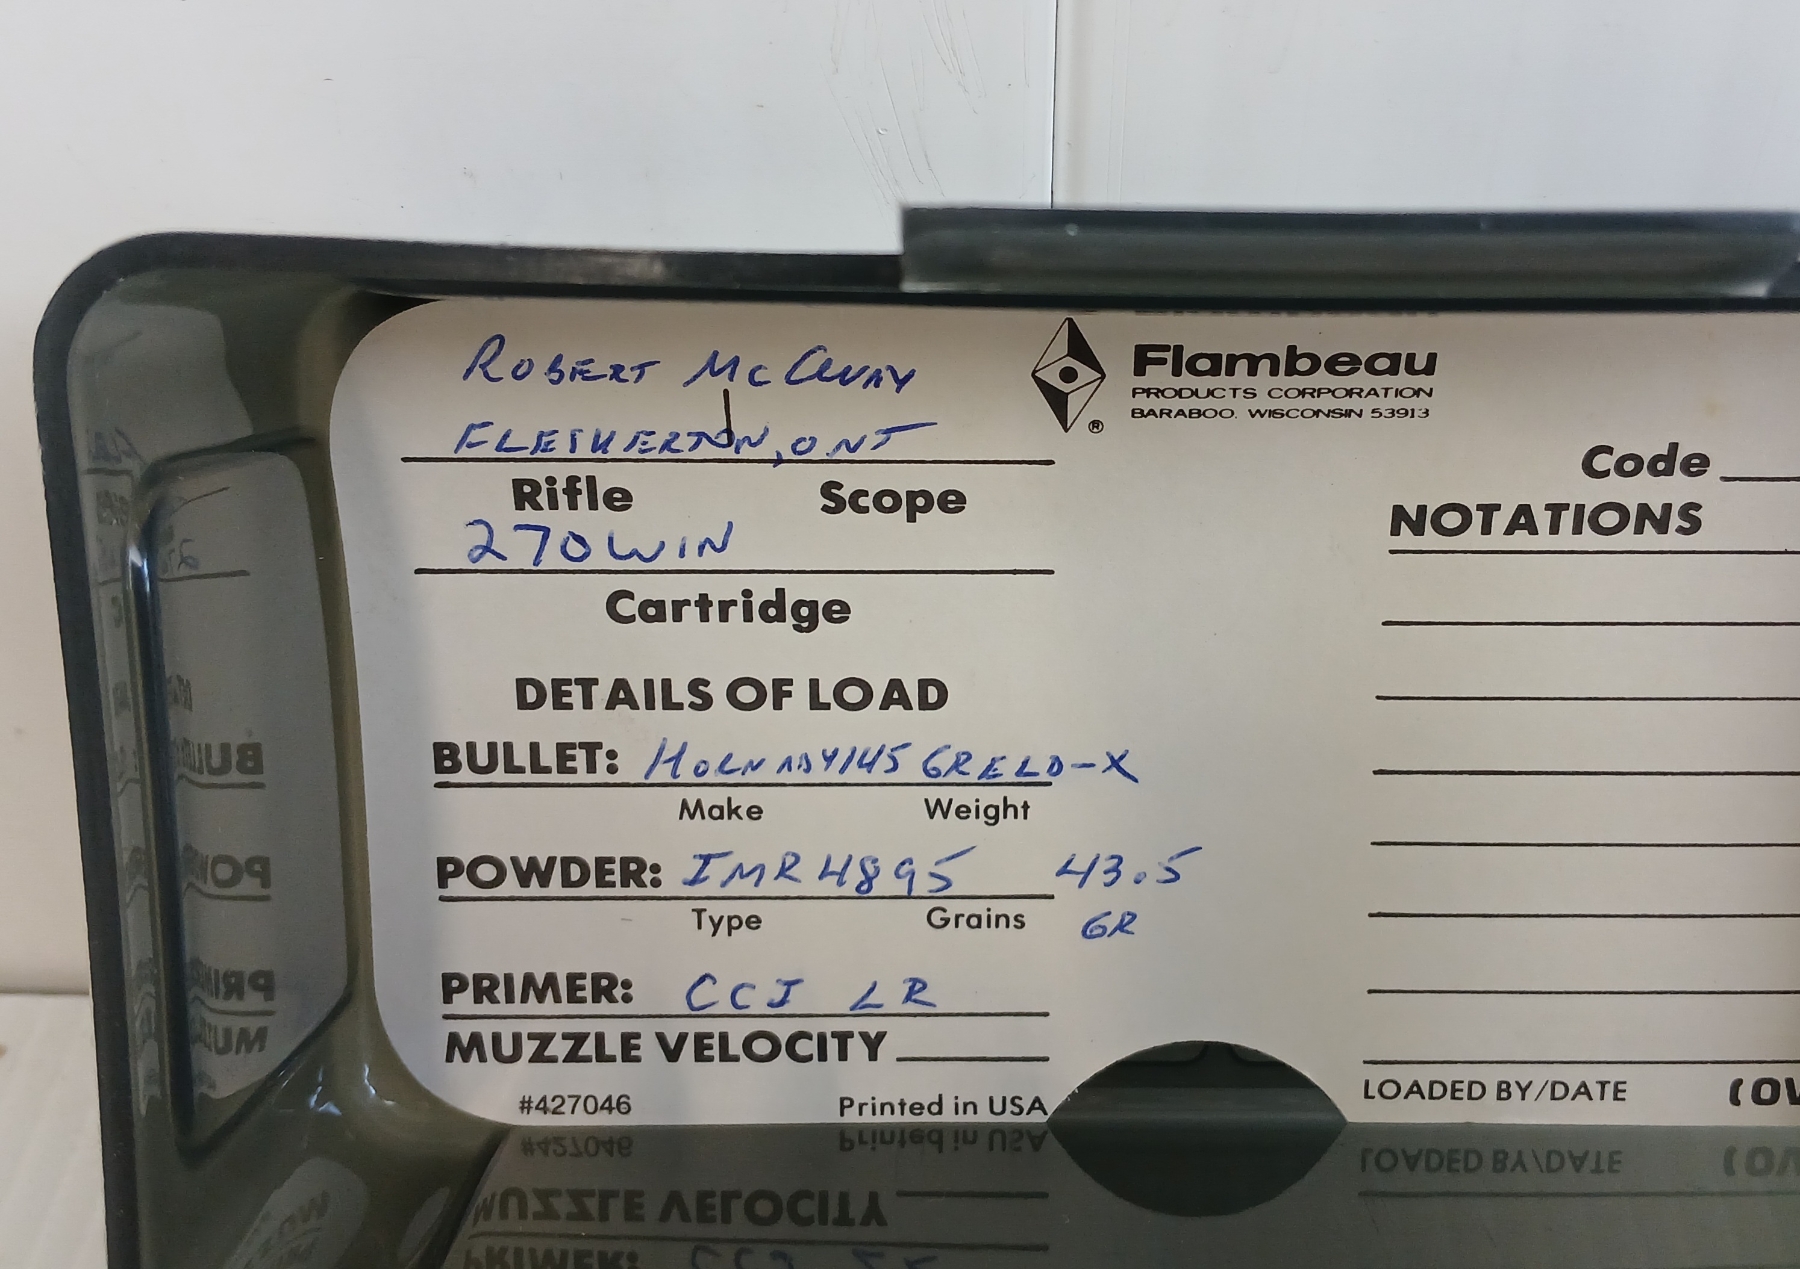 ROBERT MCQUAY
FLESHERTON, ONT
Rifle Scope
270 WIN
Cartridge
DETAILS OF LOAD
BULLET: HORNADY 145 GR ELD-X
Make Weight
POWDER: IMR 4895 43.5
Type Grains GR
PRIMER: CCI LR
MUZZLE VELOCITY
#427046 Printed in USA
Flambeau
PRODUCTS CORPORATION
BARABOO, WISCONSIN 53913
®
Code
NOTATIONS
LOADED BY/DATE (OV